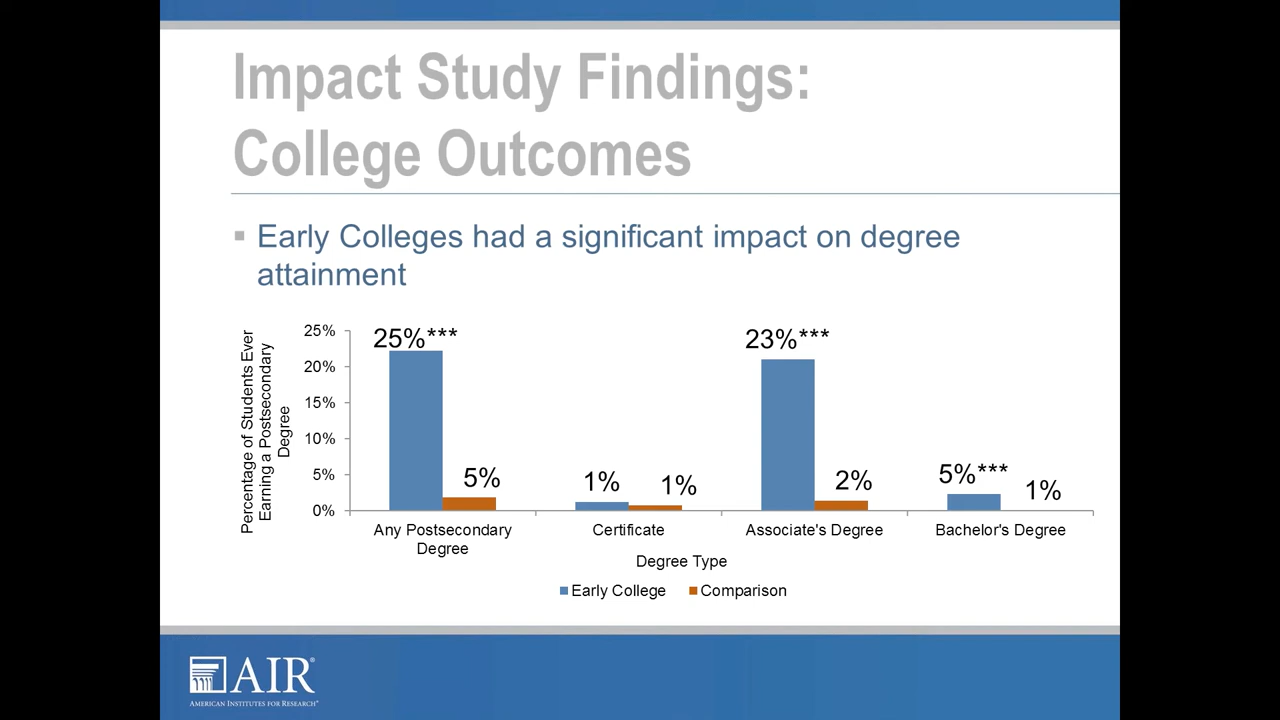 Impact Study Findings:
College Outcomes
▪ Early Colleges had a significant impact on degree
attainment
Percentage of Students Ever
Earning a Postsecondary
Degree
25%
20%
15%
10%
5%
0%
25%***
5%
1%
1%
23%***
2%
5%***
1%
Any Postsecondary
Degree
Certificate
Associate's Degree
Bachelor's Degree
Degree Type
Early College
Comparison
AIR®
AMERICAN INSTITUTES FOR RESEARCH®